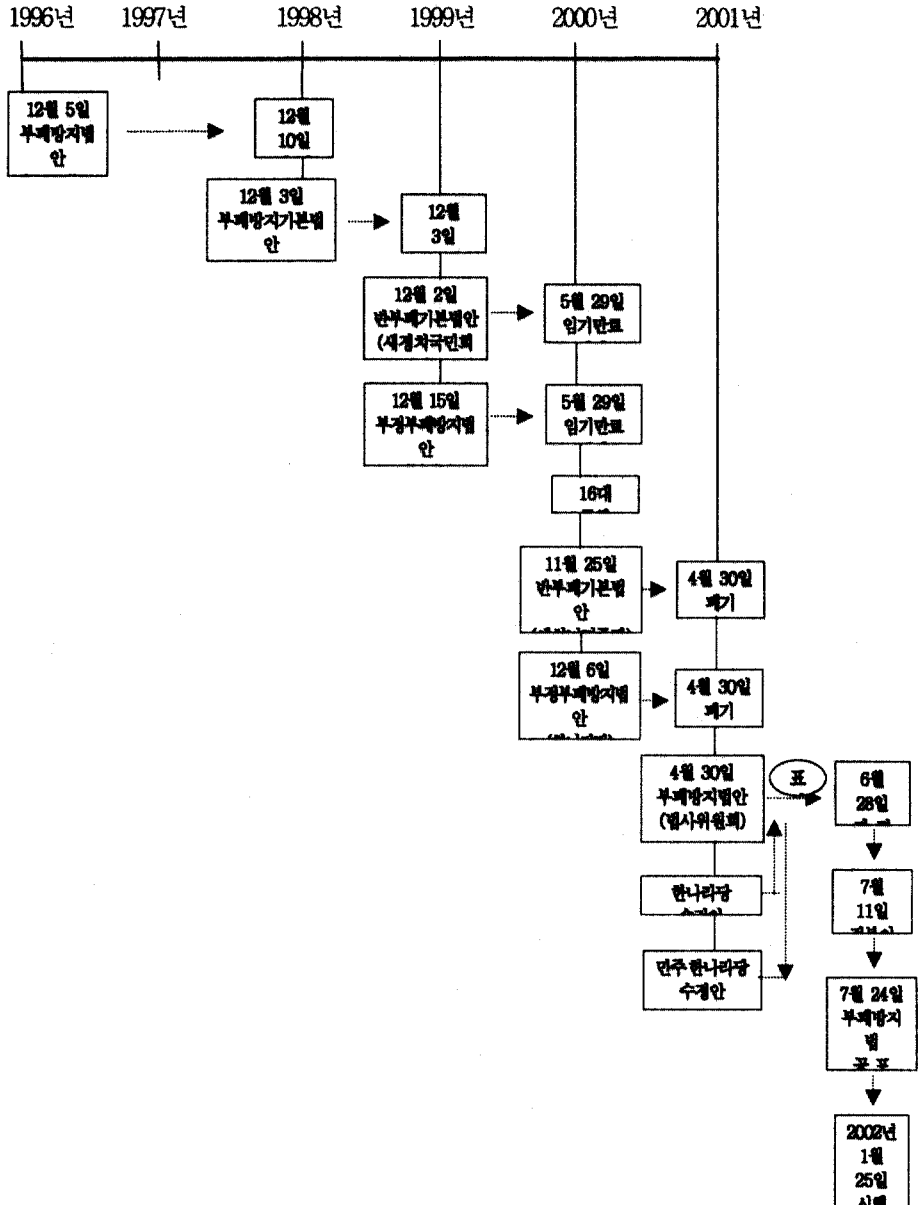 1996년 1997년 1998년 1999년 2000년 2001년
12월 5일
부패방지법
안
12월
10일
12월 3일
부패방지기본법
안
12월
3일
12월 2일
반부패기본법안
(새정치국민회
5월 29일
임기만료
12월 15일
부정부패방지법
안
5월 29일
임기만료
16대
11월 25일
반부패기본법
안
4월 30일
폐기
12월 6일
부정부패방지법
안
4월 30일
폐기
4월 30일
부패방지법안
(법사위원회)
표
6월
28일
한나라당
7월
11일
민주 한나라당
수정안
7월 24일
부패방지
법
공 포
2002년
1월
25일
시행